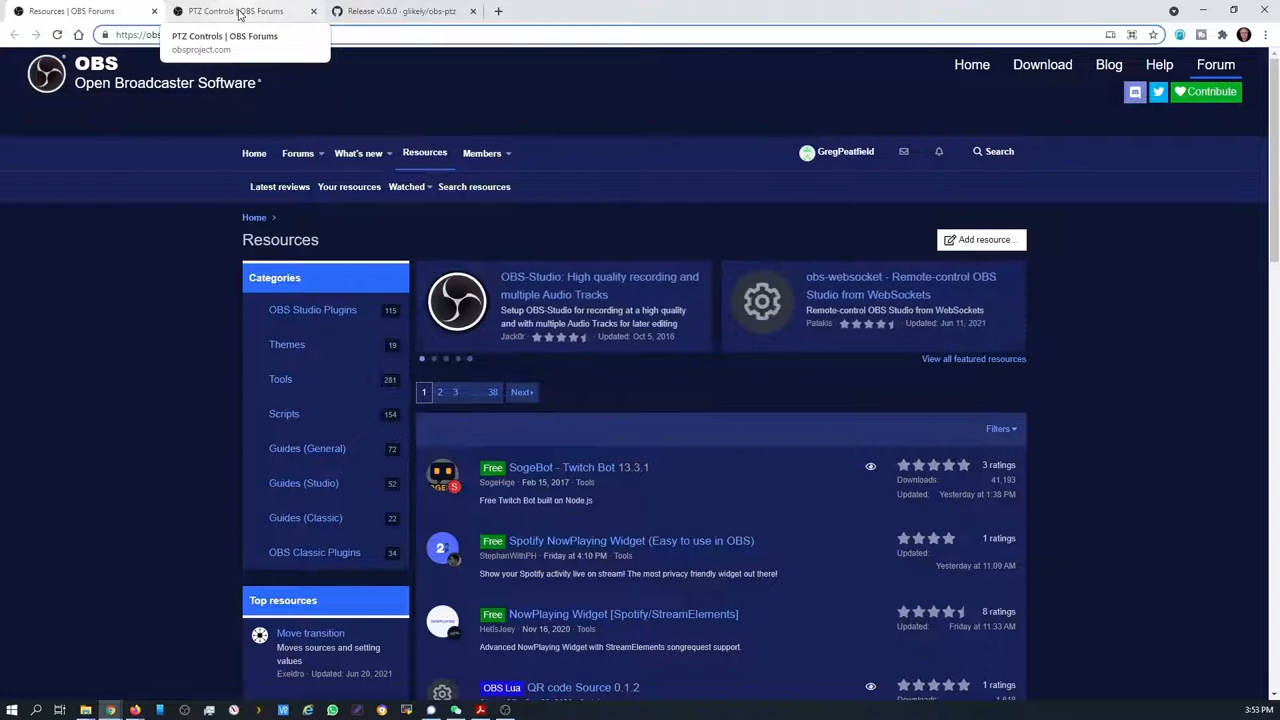 Resources | OBS Forums
PTZ Controls | OBS Forums
Release v0.6.0 · glikely/obs-ptz
https://obs
PTZ Controls | OBS Forums
obsproject.com
OBS
Open Broadcaster Software
Home Download Blog Help Forum
Contribute
Home Forums What's new Resources Members
GregPeatfield
Search
Latest reviews Your resources Watched Search resources
Home
Resources
Add resource...
Categories
OBS Studio Plugins 115
Themes 19
Tools 281
Scripts 154
Guides (General) 72
Guides (Studio) 52
Guides (Classic) 22
OBS Classic Plugins 34
Top resources
Move transition
Moves sources and setting
values
Exeldro · Updated: Jun 20, 2021
OBS-Studio: High quality recording and
multiple Audio Tracks
Setup OBS-Studio for recording at a high quality
and with multiple Audio Tracks for later editing
Jack0r Updated: Oct 5, 2016
obs-websocket - Remote-control OBS
Studio from WebSockets
Remote-control OBS Studio from WebSockets
Palakis Updated: Jun 11, 2021
View all featured resources
1 2 3 ... 38 Next
Filters
Free SogeBot - Twitch Bot 13.3.1
SogeHige · Feb 15, 2017 · Tools
Free Twitch Bot built on Node.js
3 ratings
Downloads: 41,193
Updated: Yesterday at 1:38 PM
Free Spotify NowPlaying Widget (Easy to use in OBS)
StephanWithPH · Friday at 4:10 PM · Tools
Show your Spotify activity live on stream! The most privacy friendly widget out there!
1 ratings
Updated:
Yesterday at 11:09 AM
Free NowPlaying Widget [Spotify/StreamElements]
HetIsJoey · Nov 16, 2020 · Tools
Advanced NowPlaying Widget with StreamElements songrequest support.
8 ratings
Updated: Friday at 11:33 AM
OBS Lua QR code Source 0.1.2
1 ratings
Downloads: 1,618
3:53 PM